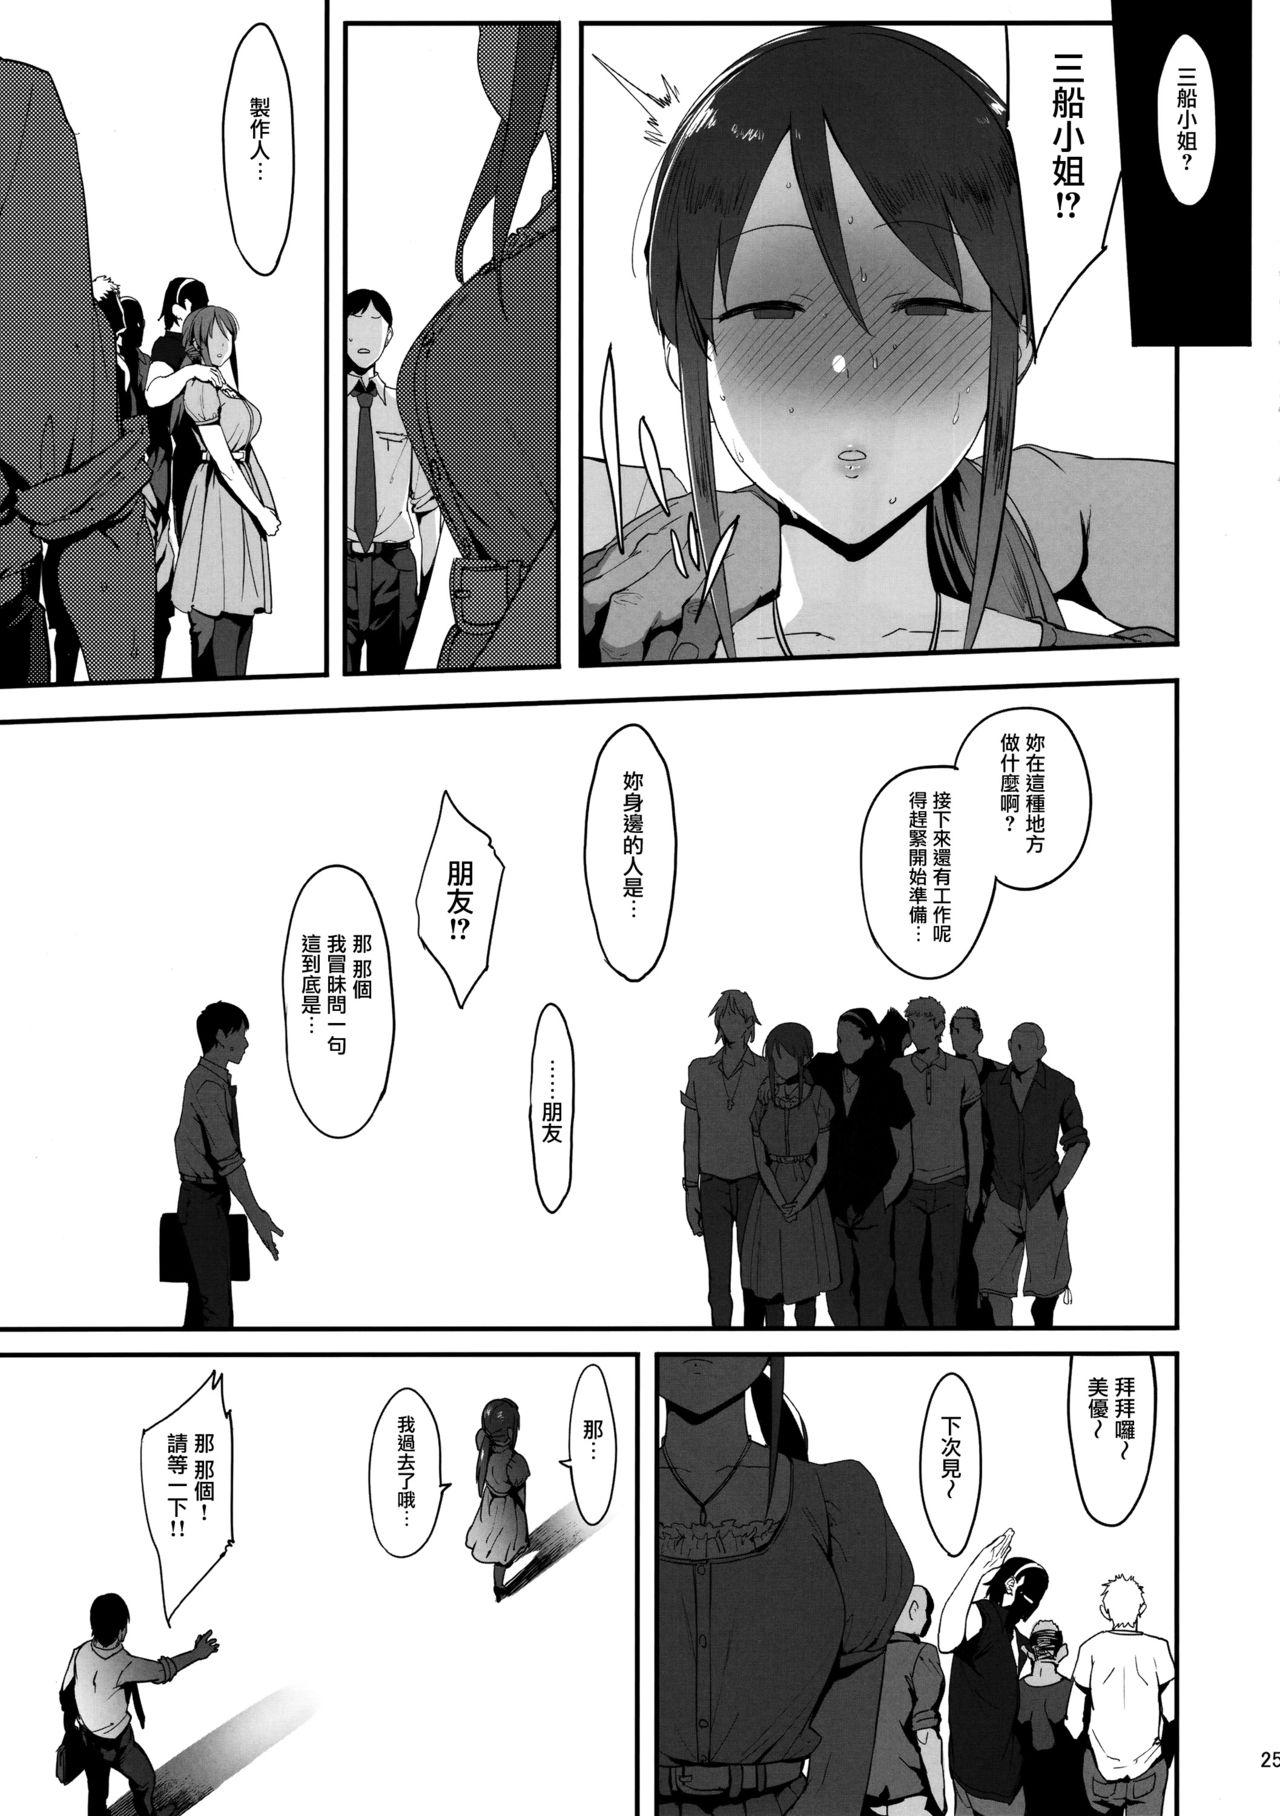 三船小姐?
三船小姐!?
製作人…
妳在這種地方
做什麼啊?
接下來還有工作呢
得趕緊開始準備…
妳身邊的人是…
朋友!?
……朋友
那 那個
我冒昧問一句
這到底是…
拜拜囉~
美優~
下次見~
那…
我過去了哦…
那 那個!
請等一下!!
25